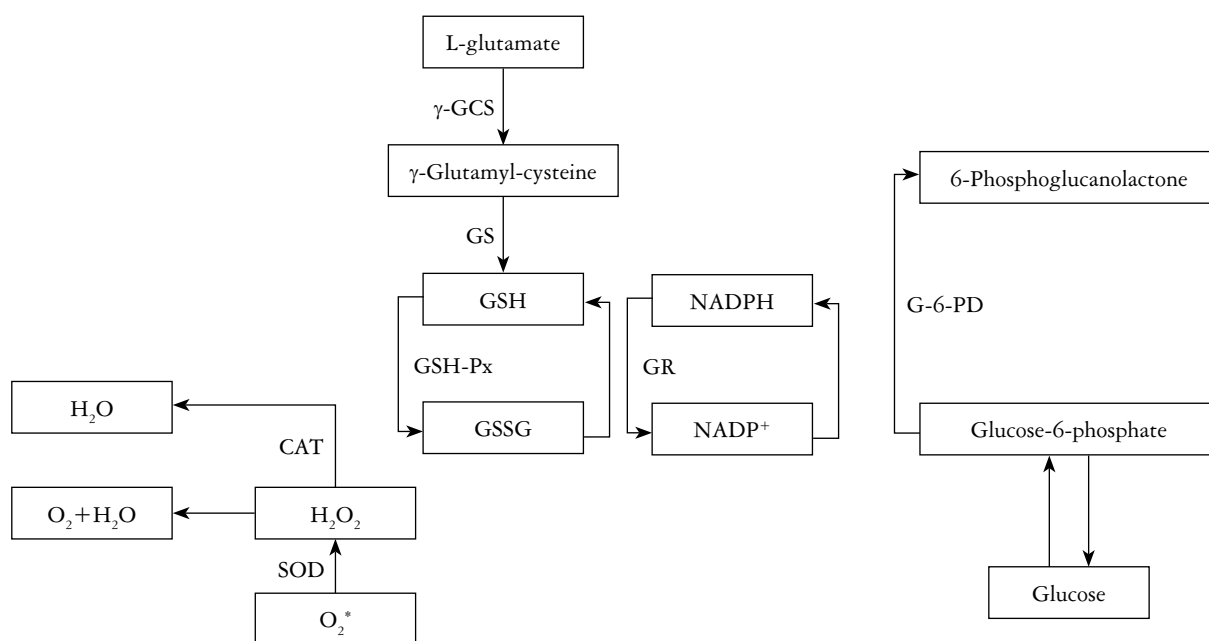 L-glutamate
γ-GCS
γ-Glutamyl-cysteine
6-Phosphoglucanolactone
GS
GSH
NADPH
G-6-PD
GSH-Px
GR
H₂O
GSSG
NADP⁺
Glucose-6-phosphate
CAT
O₂+H₂O
H₂O₂
SOD
Glucose
O₂*